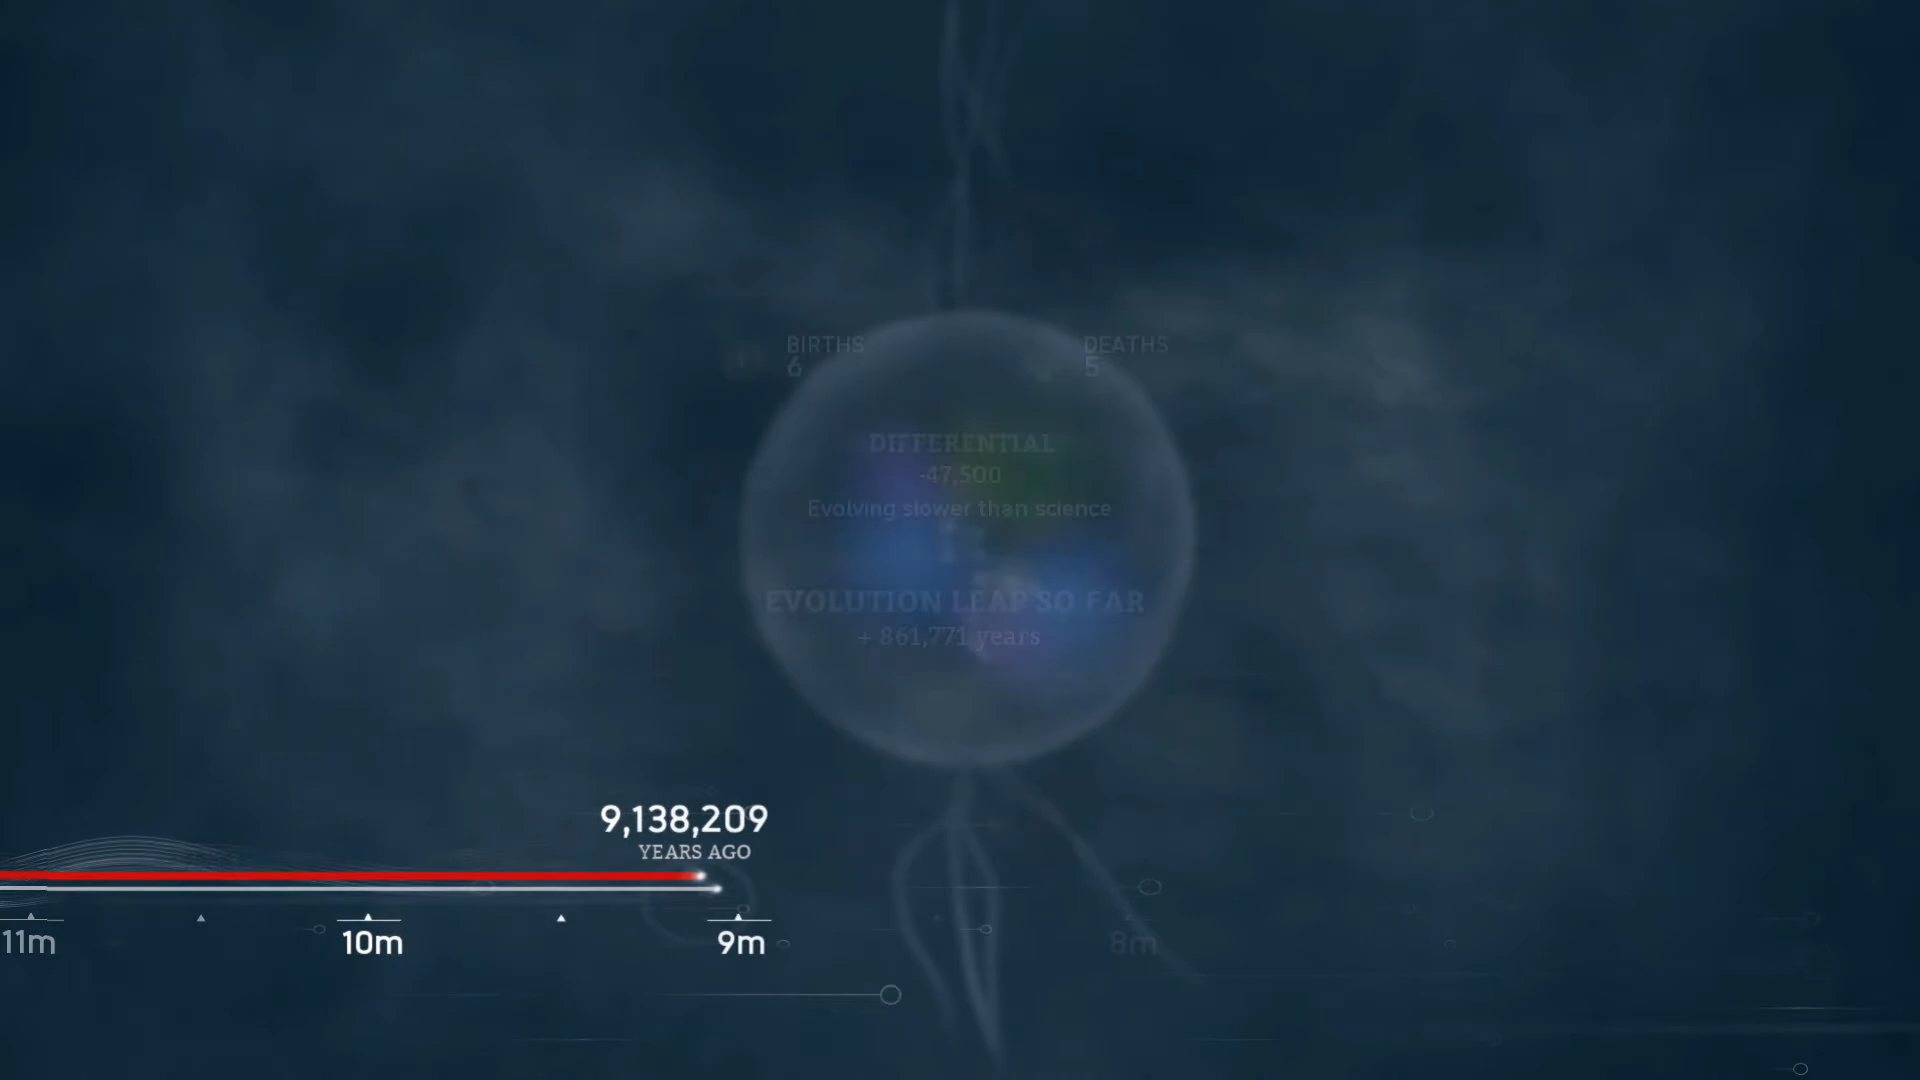 BIRTHS
6
DEATHS
5
DIFFERENTIAL
-47,500
Evolving slower than science
EVOLUTION LEAP SO FAR
+ 861,771 years
9,138,209
YEARS AGO
11m
10m
9m
8m